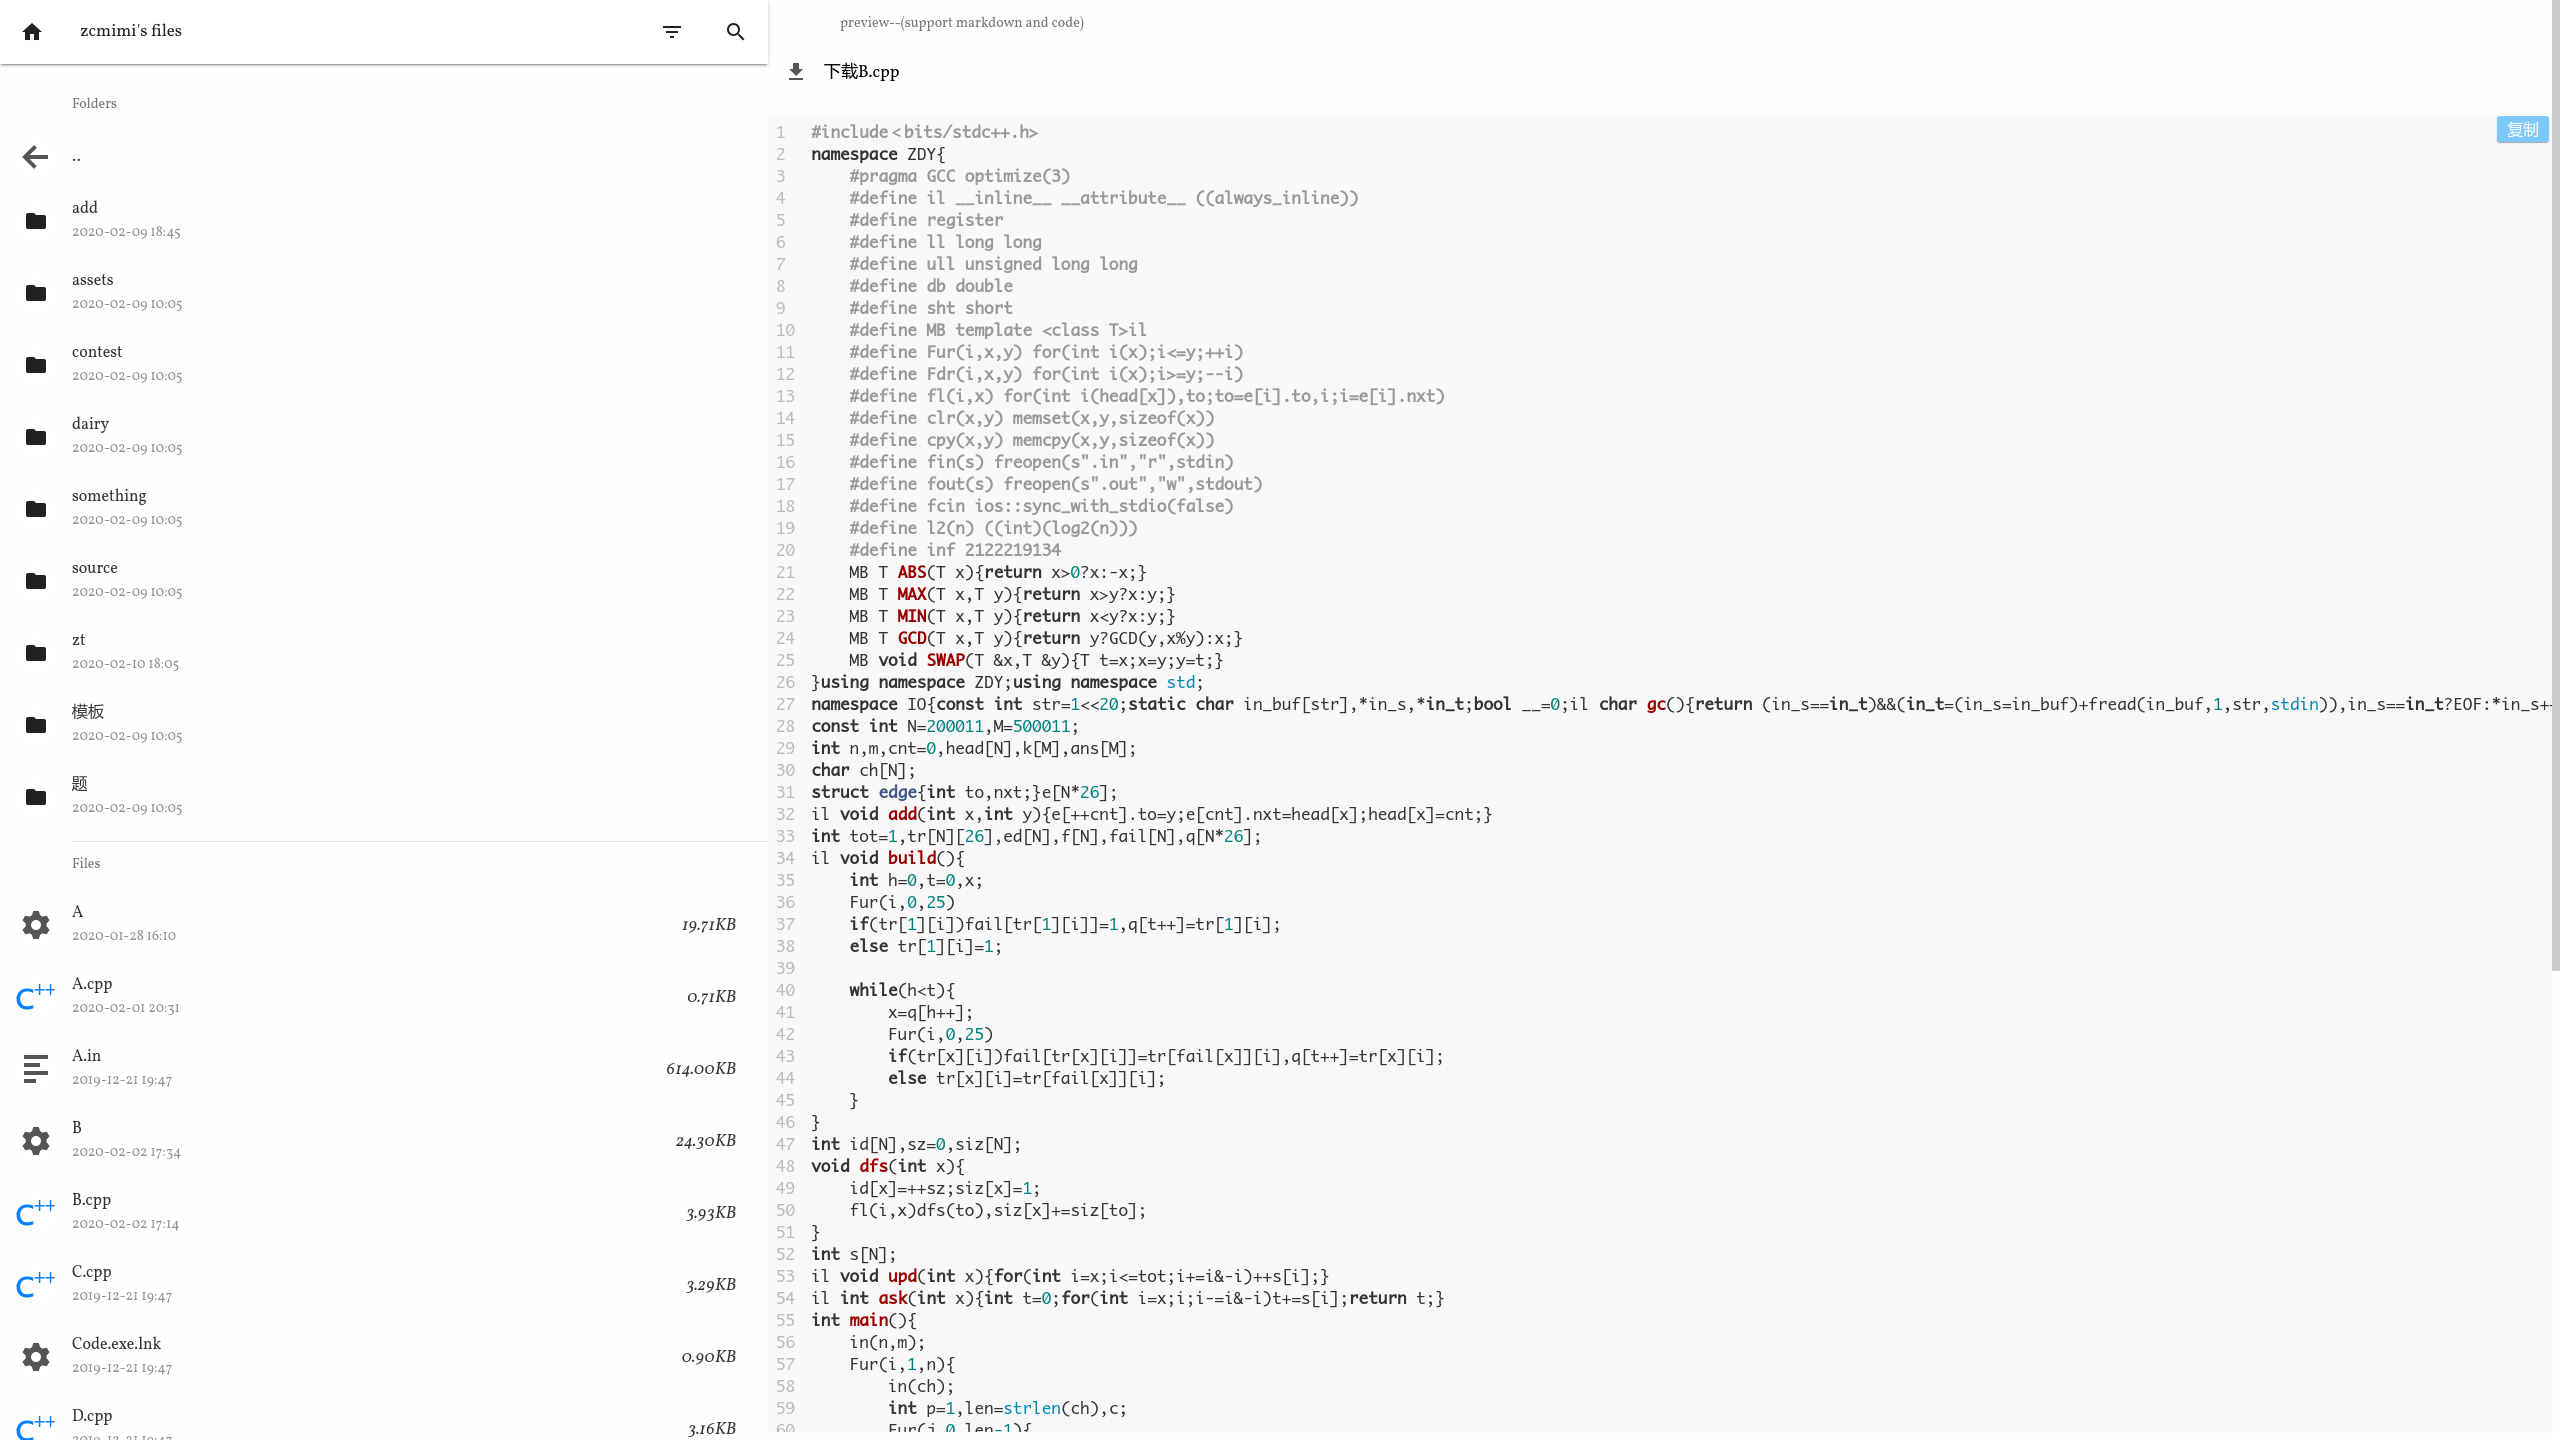 zcmimi's files
Folders
..
add
2020-02-09 18:45
assets
2020-02-09 10:05
contest
2020-02-09 10:05
dairy
2020-02-09 10:05
something
2020-02-09 10:05
source
2020-02-09 10:05
zt
2020-02-10 18:05
模板
2020-02-09 10:05
题
2020-02-09 10:05
Files
A
2020-01-28 16:10
19.71KB
A.cpp
2020-02-01 20:31
0.71KB
A.in
2019-12-21 19:47
614.00KB
B
2020-02-02 17:34
24.30KB
B.cpp
2020-02-02 17:14
3.93KB
C.cpp
2019-12-21 19:47
3.29KB
Code.exe.lnk
2019-12-21 19:47
0.90KB
D.cpp
2019-12-21 19:47
3.16KB
preview--(support markdown and code)
下载B.cpp
复制
1 #include<bits/stdc++.h>
2 namespace ZDY{
3     #pragma GCC optimize(3)
4     #define il __inline__ __attribute__ ((always_inline))
5     #define register
6     #define ll long long
7     #define ull unsigned long long
8     #define db double
9     #define sht short
10     #define MB template <class T>il
11     #define Fur(i,x,y) for(int i(x);i<=y;++i)
12     #define Fdr(i,x,y) for(int i(x);i>=y;--i)
13     #define fl(i,x) for(int i(head[x]),to;to=e[i].to,i;i=e[i].nxt)
14     #define clr(x,y) memset(x,y,sizeof(x))
15     #define cpy(x,y) memcpy(x,y,sizeof(x))
16     #define fin(s) freopen(s".in","r",stdin)
17     #define fout(s) freopen(s".out","w",stdout)
18     #define fcin ios::sync_with_stdio(false)
19     #define l2(n) ((int)(log2(n)))
20     #define inf 2122219134
21     MB T ABS(T x){return x>0?x:-x;}
22     MB T MAX(T x,T y){return x>y?x:y;}
23     MB T MIN(T x,T y){return x<y?x:y;}
24     MB T GCD(T x,T y){return y?GCD(y,x%y):x;}
25     MB void SWAP(T &x,T &y){T t=x;x=y;y=t;}
26 }using namespace ZDY;using namespace std;
27 namespace IO{const int str=1<<20;static char in_buf[str],*in_s,*in_t;bool __=0;il char gc(){return (in_s==in_t)&&(in_t=(in_s=in_buf)+fread(in_buf,1,str,stdin)),in_s==in_t?EOF:*in_s+
28 const int N=200011,M=500011;
29 int n,m,cnt=0,head[N],k[M],ans[M];
30 char ch[N];
31 struct edge{int to,nxt;}e[N*26];
32 il void add(int x,int y){e[++cnt].to=y;e[cnt].nxt=head[x];head[x]=cnt;}
33 int tot=1,tr[N][26],ed[N],f[N],fail[N],q[N*26];
34 il void build(){
35     int h=0,t=0,x;
36     Fur(i,0,25)
37     if(tr[1][i])fail[tr[1][i]]=1,q[t++]=tr[1][i];
38     else tr[1][i]=1;
39
40     while(h<t){
41         x=q[h++];
42         Fur(i,0,25)
43         if(tr[x][i])fail[tr[x][i]]=tr[fail[x]][i],q[t++]=tr[x][i];
44         else tr[x][i]=tr[fail[x]][i];
45     }
46 }
47 int id[N],sz=0,siz[N];
48 void dfs(int x){
49     id[x]=++sz;siz[x]=1;
50     fl(i,x)dfs(to),siz[x]+=siz[to];
51 }
52 int s[N];
53 il void upd(int x){for(int i=x;i<=tot;i+=i&-i)++s[i];}
54 il int ask(int x){int t=0;for(int i=x;i;i-=i&-i)t+=s[i];return t;}
55 int main(){
56     in(n,m);
57     Fur(i,1,n){
58         in(ch);
59         int p=1,len=strlen(ch),c;
60         Fur(j,0,len-1){